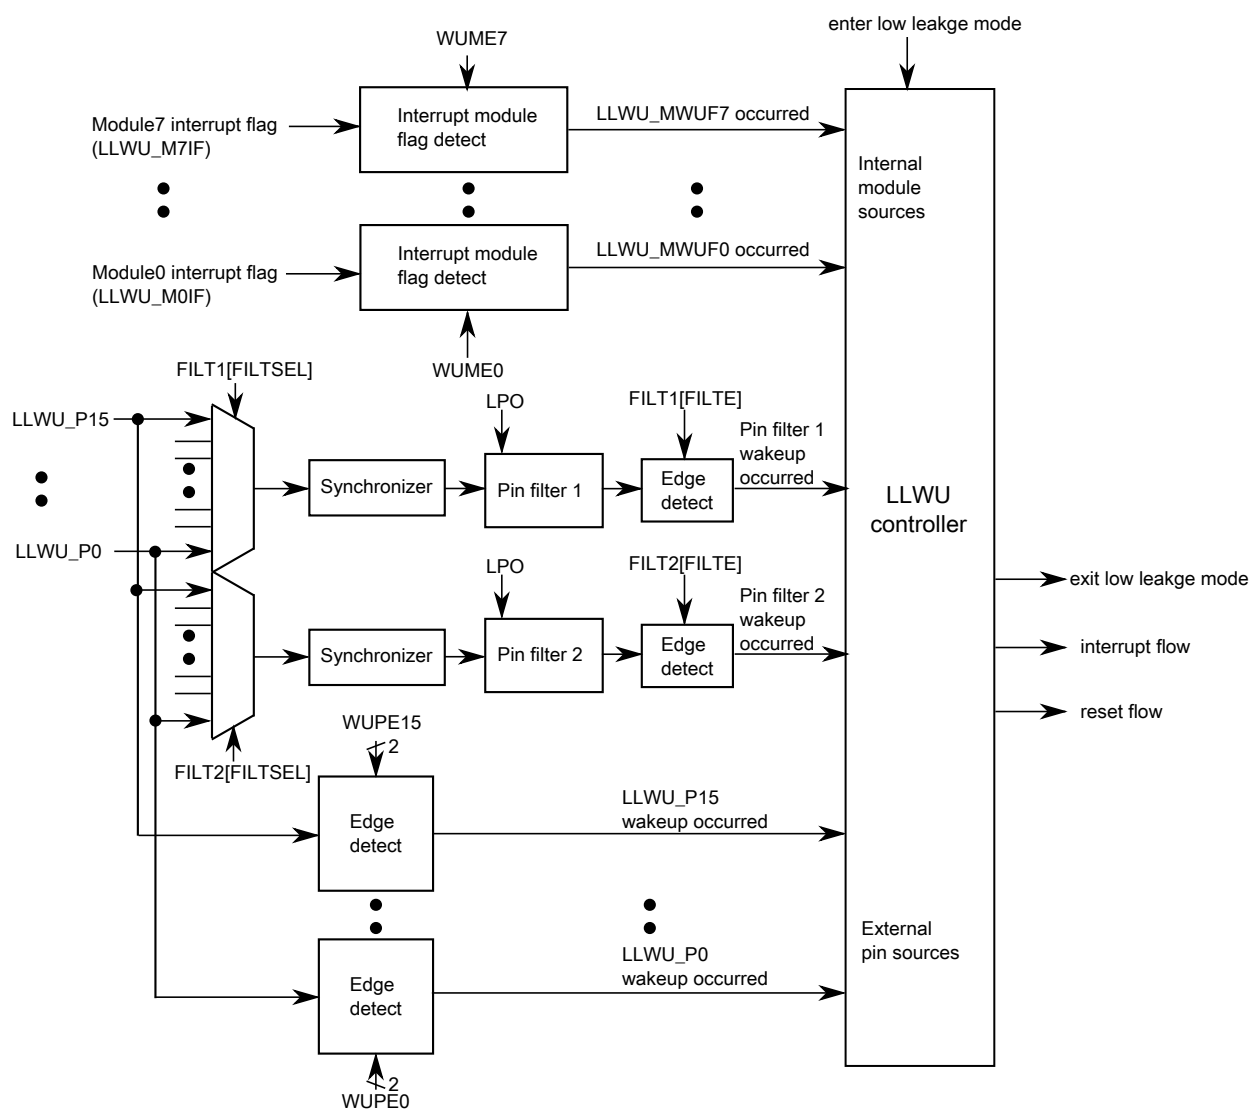 enter low leakge mode
WUME7
Module7 interrupt flag
(LLWU_M7IF)
Interrupt module
flag detect
LLWU_MWUF7 occurred
Internal
module
sources
Module0 interrupt flag
(LLWU_M0IF)
Interrupt module
flag detect
LLWU_MWUF0 occurred
WUME0
FILT1[FILTSEL]
LLWU_P15
LLWU_P0
Synchronizer
LPO
Pin filter 1
FILT1[FILTE]
Edge
detect
Pin filter 1
wakeup
occurred
LLWU
controller
Synchronizer
LPO
Pin filter 2
FILT2[FILTE]
Edge
detect
Pin filter 2
wakeup
occurred
exit low leakge mode
interrupt flow
reset flow
FILT2[FILTSEL]
WUPE15
2
Edge
detect
LLWU_P15
wakeup occurred
Edge
detect
LLWU_P0
wakeup occurred
External
pin sources
2
WUPE0